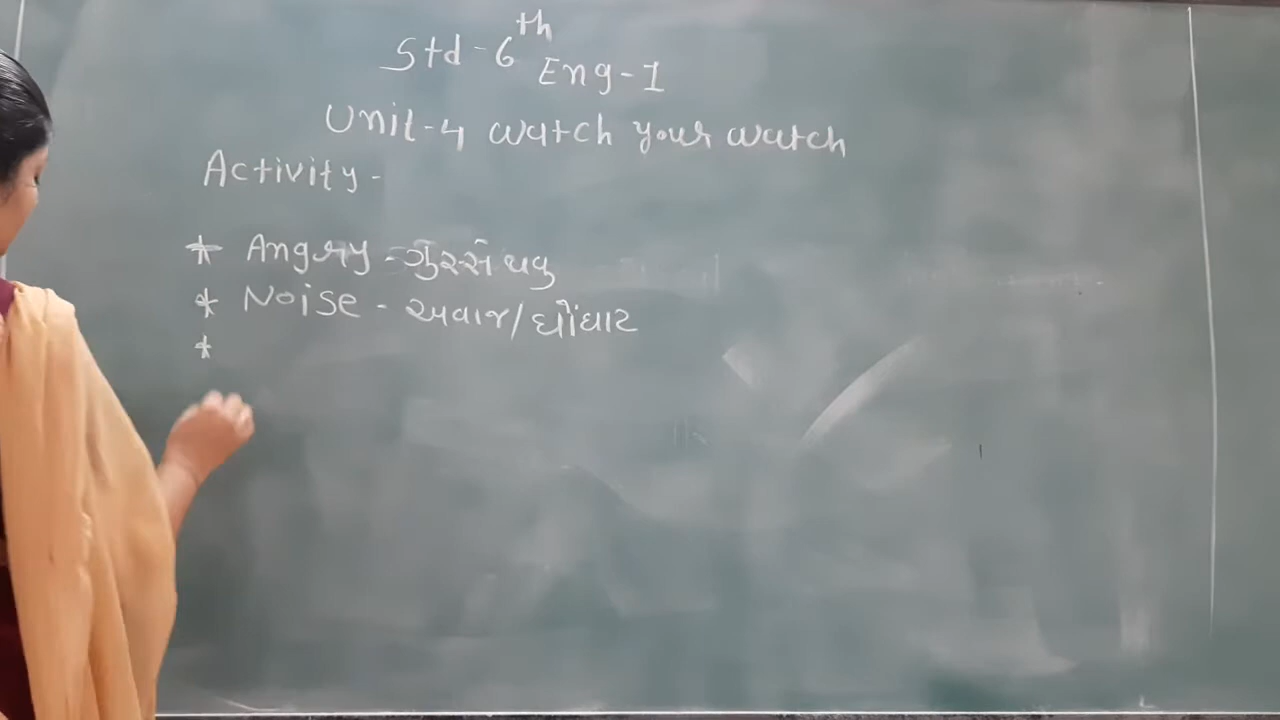 Std-6th Eng-1
Unit-4 watch your watch
Activity-
* Angry - ગુસ્સે થવુ
* Noise - અવાજ/ઘોંઘાટ
*